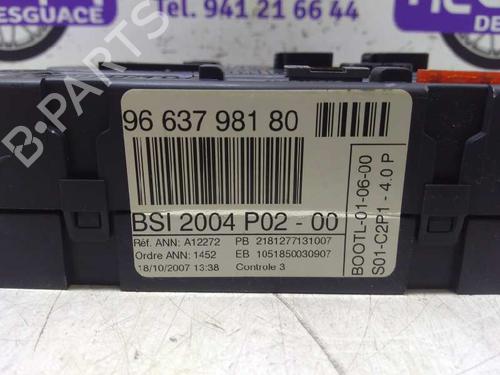 DESGUACE
TEL. 941 21 66 44
B-PARTS
96 637 981 80
BSI 2004 P02 - 00
Réf. ANN: A12272 PB 2181277131007
Ordre ANN: 1452 EB 1051850030907
18/10/2007 13:38 Controle 3
BOOTL-01-06-00
S01-C2P1 - 4.0 P